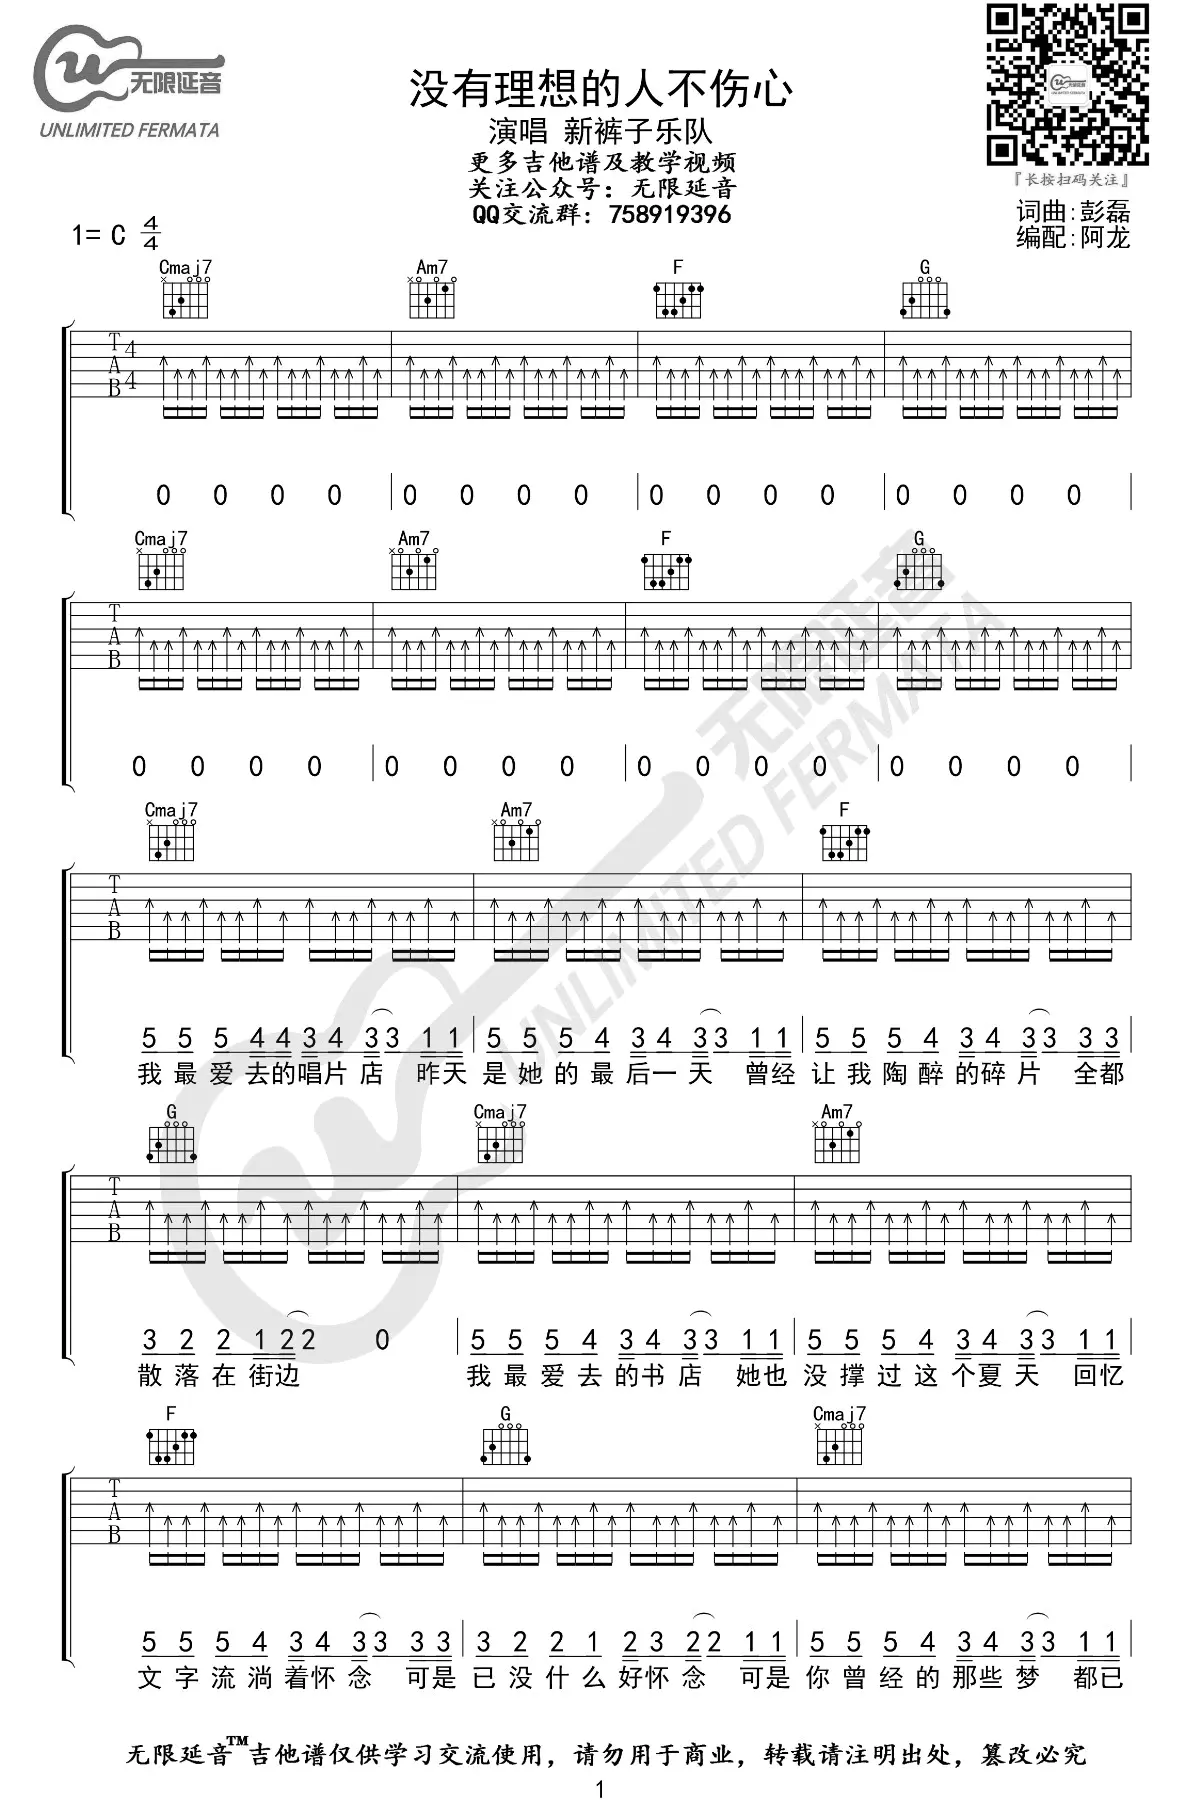 无限延音
UNLIMITED FERMATA
没有理想的人不伤心
演唱 新裤子乐队
更多吉他谱及教学视频
关注公众号：无限延音
QQ交流群：758919396
『长按扫码关注』
词曲:彭磊
编配:阿龙
1= C 4/4
Cmaj7 Am7 F G
T 4
A
B 4
0 0 0 0 0 0 0 0 0 0 0 0 0 0 0 0
Cmaj7 Am7 F G
T
A
B
0 0 0 0 0 0 0 0 0 0 0 0 0 0 0 0
Cmaj7 Am7 F
T
A
B
5 5 5 4 4 3 4 3 3 1 1 5 5 5 4 3 4 3 3 1 1 5 5 5 4 3 4 3 3 3 3
我 最 爱 去的唱片 店 昨天 是 她 的 最 后一 天 曾经 让 我 陶 醉 的碎 片 全都
G Cmaj7 Am7
T
A
B
3 2 2 1 2 2 0 5 5 5 4 3 4 3 3 1 1 5 5 5 4 3 4 3 3 1 1
散 落 在 街边 我 最 爱 去 的书 店 她也 没 撑 过 这 个夏 天 回忆
F G Cmaj7
T
A
B
5 5 5 4 3 4 3 3 3 3 3 2 2 1 2 3 2 2 1 1 5 5 5 4 3 4 3 3 1 1
文 字 流 淌 着怀 念 可是 已 没 什 么 好怀 念 可是 你 曾 经 的 那些 梦 都已
无限延音™吉他谱仅供学习交流使用，请勿用于商业，转载请注明出处，篡改必究
1
无限延音
UNLIMITED FERMATA